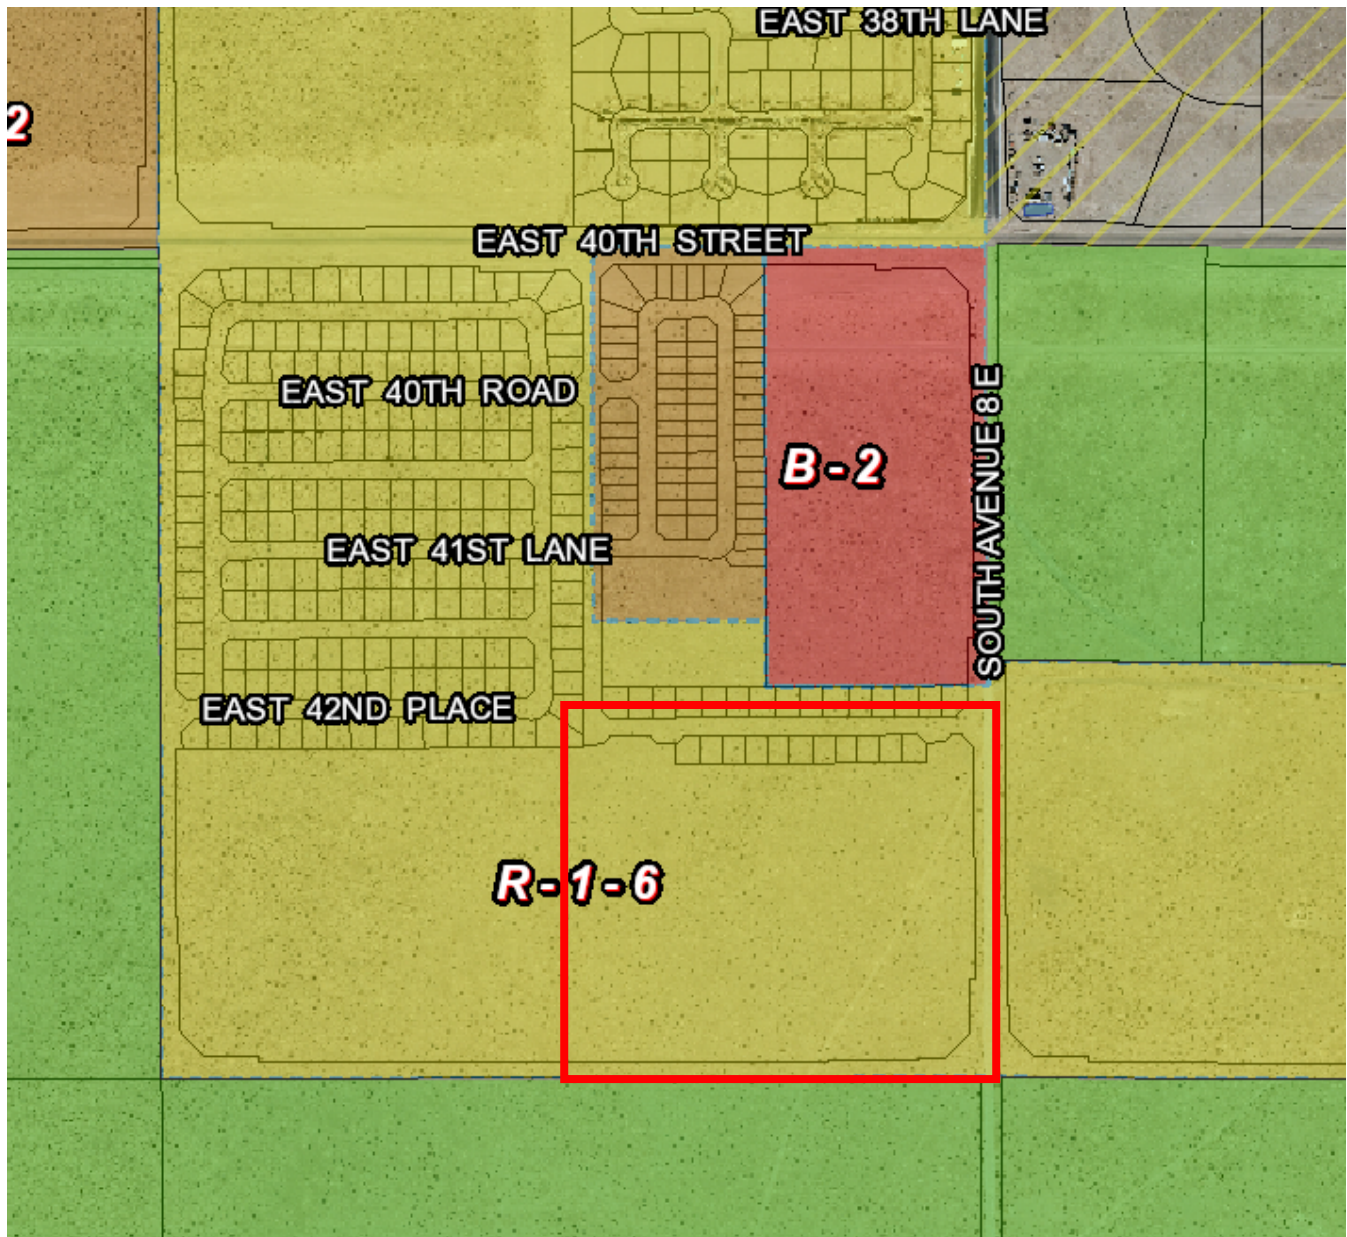 EAST 38TH LANE
2
EAST 40TH STREET
EAST 40TH ROAD
B - 2
SOUTH AVENUE 8 E
EAST 41ST LANE
EAST 42ND PLACE
R - 1 - 6